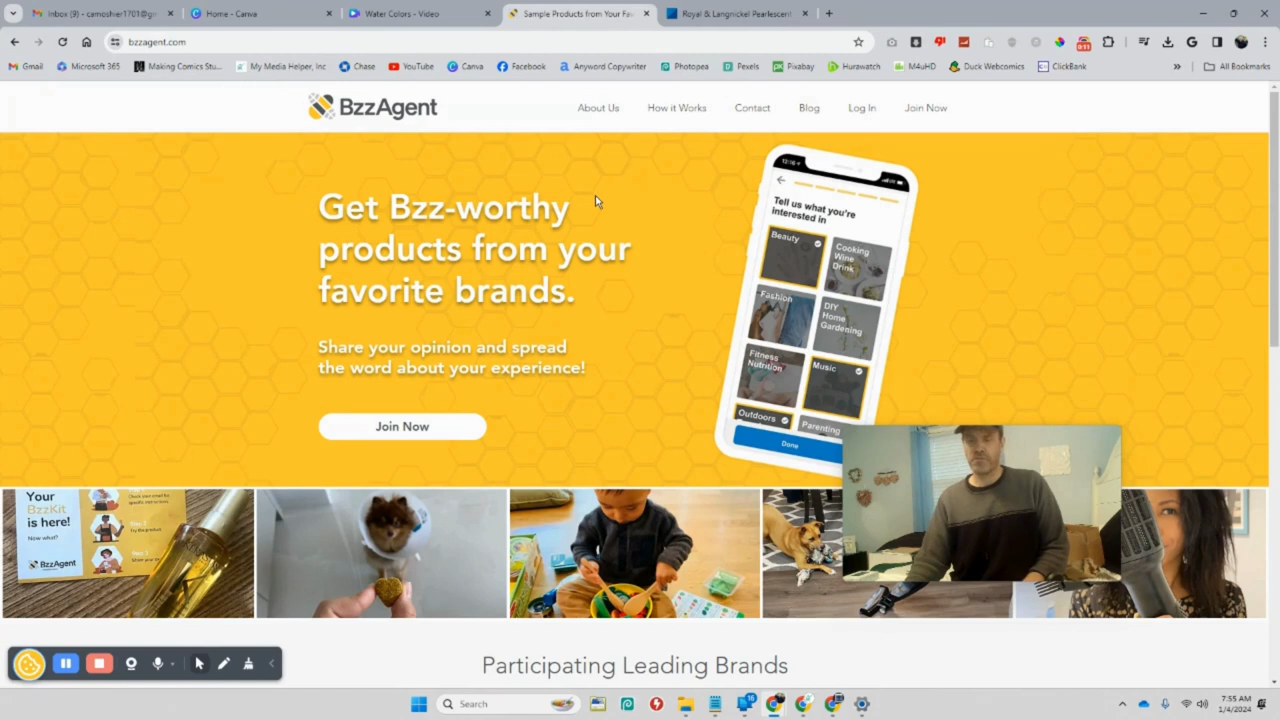 Inbox (9) - camoshier1701@gm
Home - Canva
Water Colors - Video
Sample Products from Your Fav
Royal & Langnickel Pearlescent
bzzagent.com
0:11
Gmail
Microsoft 365
Making Comics Stu...
My Media Helper, Inc
Chase
YouTube
Canva
Facebook
Anyword Copywriter
Photopea
Pexels
Pixabay
Hurawatch
M4uHD
Duck Webcomics
ClickBank
All Bookmarks
BzzAgent
About Us
How it Works
Contact
Blog
Log In
Join Now
Get Bzz-worthy
products from your
favorite brands.
Share your opinion and spread
the word about your experience!
Join Now
Tell us what you're
interested in
Beauty
Cooking
Wine
Drink
Fashion
DIY
Home
Gardening
Fitness
Nutrition
Music
Outdoors
Parenting
Done
Your
BzzKit
is here!
Now what?
BzzAgent
Participating Leading Brands
Search
16
7:55 AM
1/4/2024